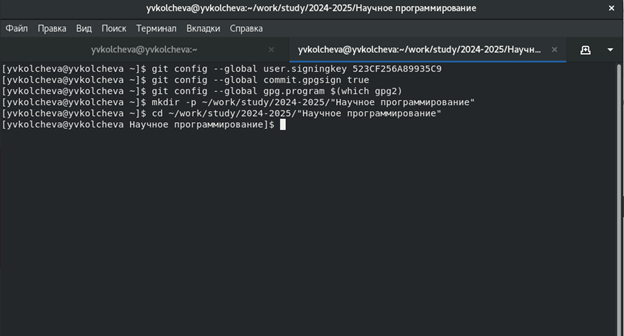 yvkolcheva@yvkolcheva:~/work/study/2024-2025/Научное программирование
Файл Правка Вид Поиск Терминал Вкладки Справка
yvkolcheva@yvkolcheva:~ yvkolcheva@yvkolcheva:~/work/study/2024-2025/Научн...
[yvkolcheva@yvkolcheva ~]$ git config --global user.signingkey 523CF256A89935C9
[yvkolcheva@yvkolcheva ~]$ git config --global commit.gpgsign true
[yvkolcheva@yvkolcheva ~]$ git config --global gpg.program $(which gpg2)
[yvkolcheva@yvkolcheva ~]$ mkdir -p ~/work/study/2024-2025/"Научное программирование"
[yvkolcheva@yvkolcheva ~]$ cd ~/work/study/2024-2025/"Научное программирование"
[yvkolcheva@yvkolcheva Научное программирование]$